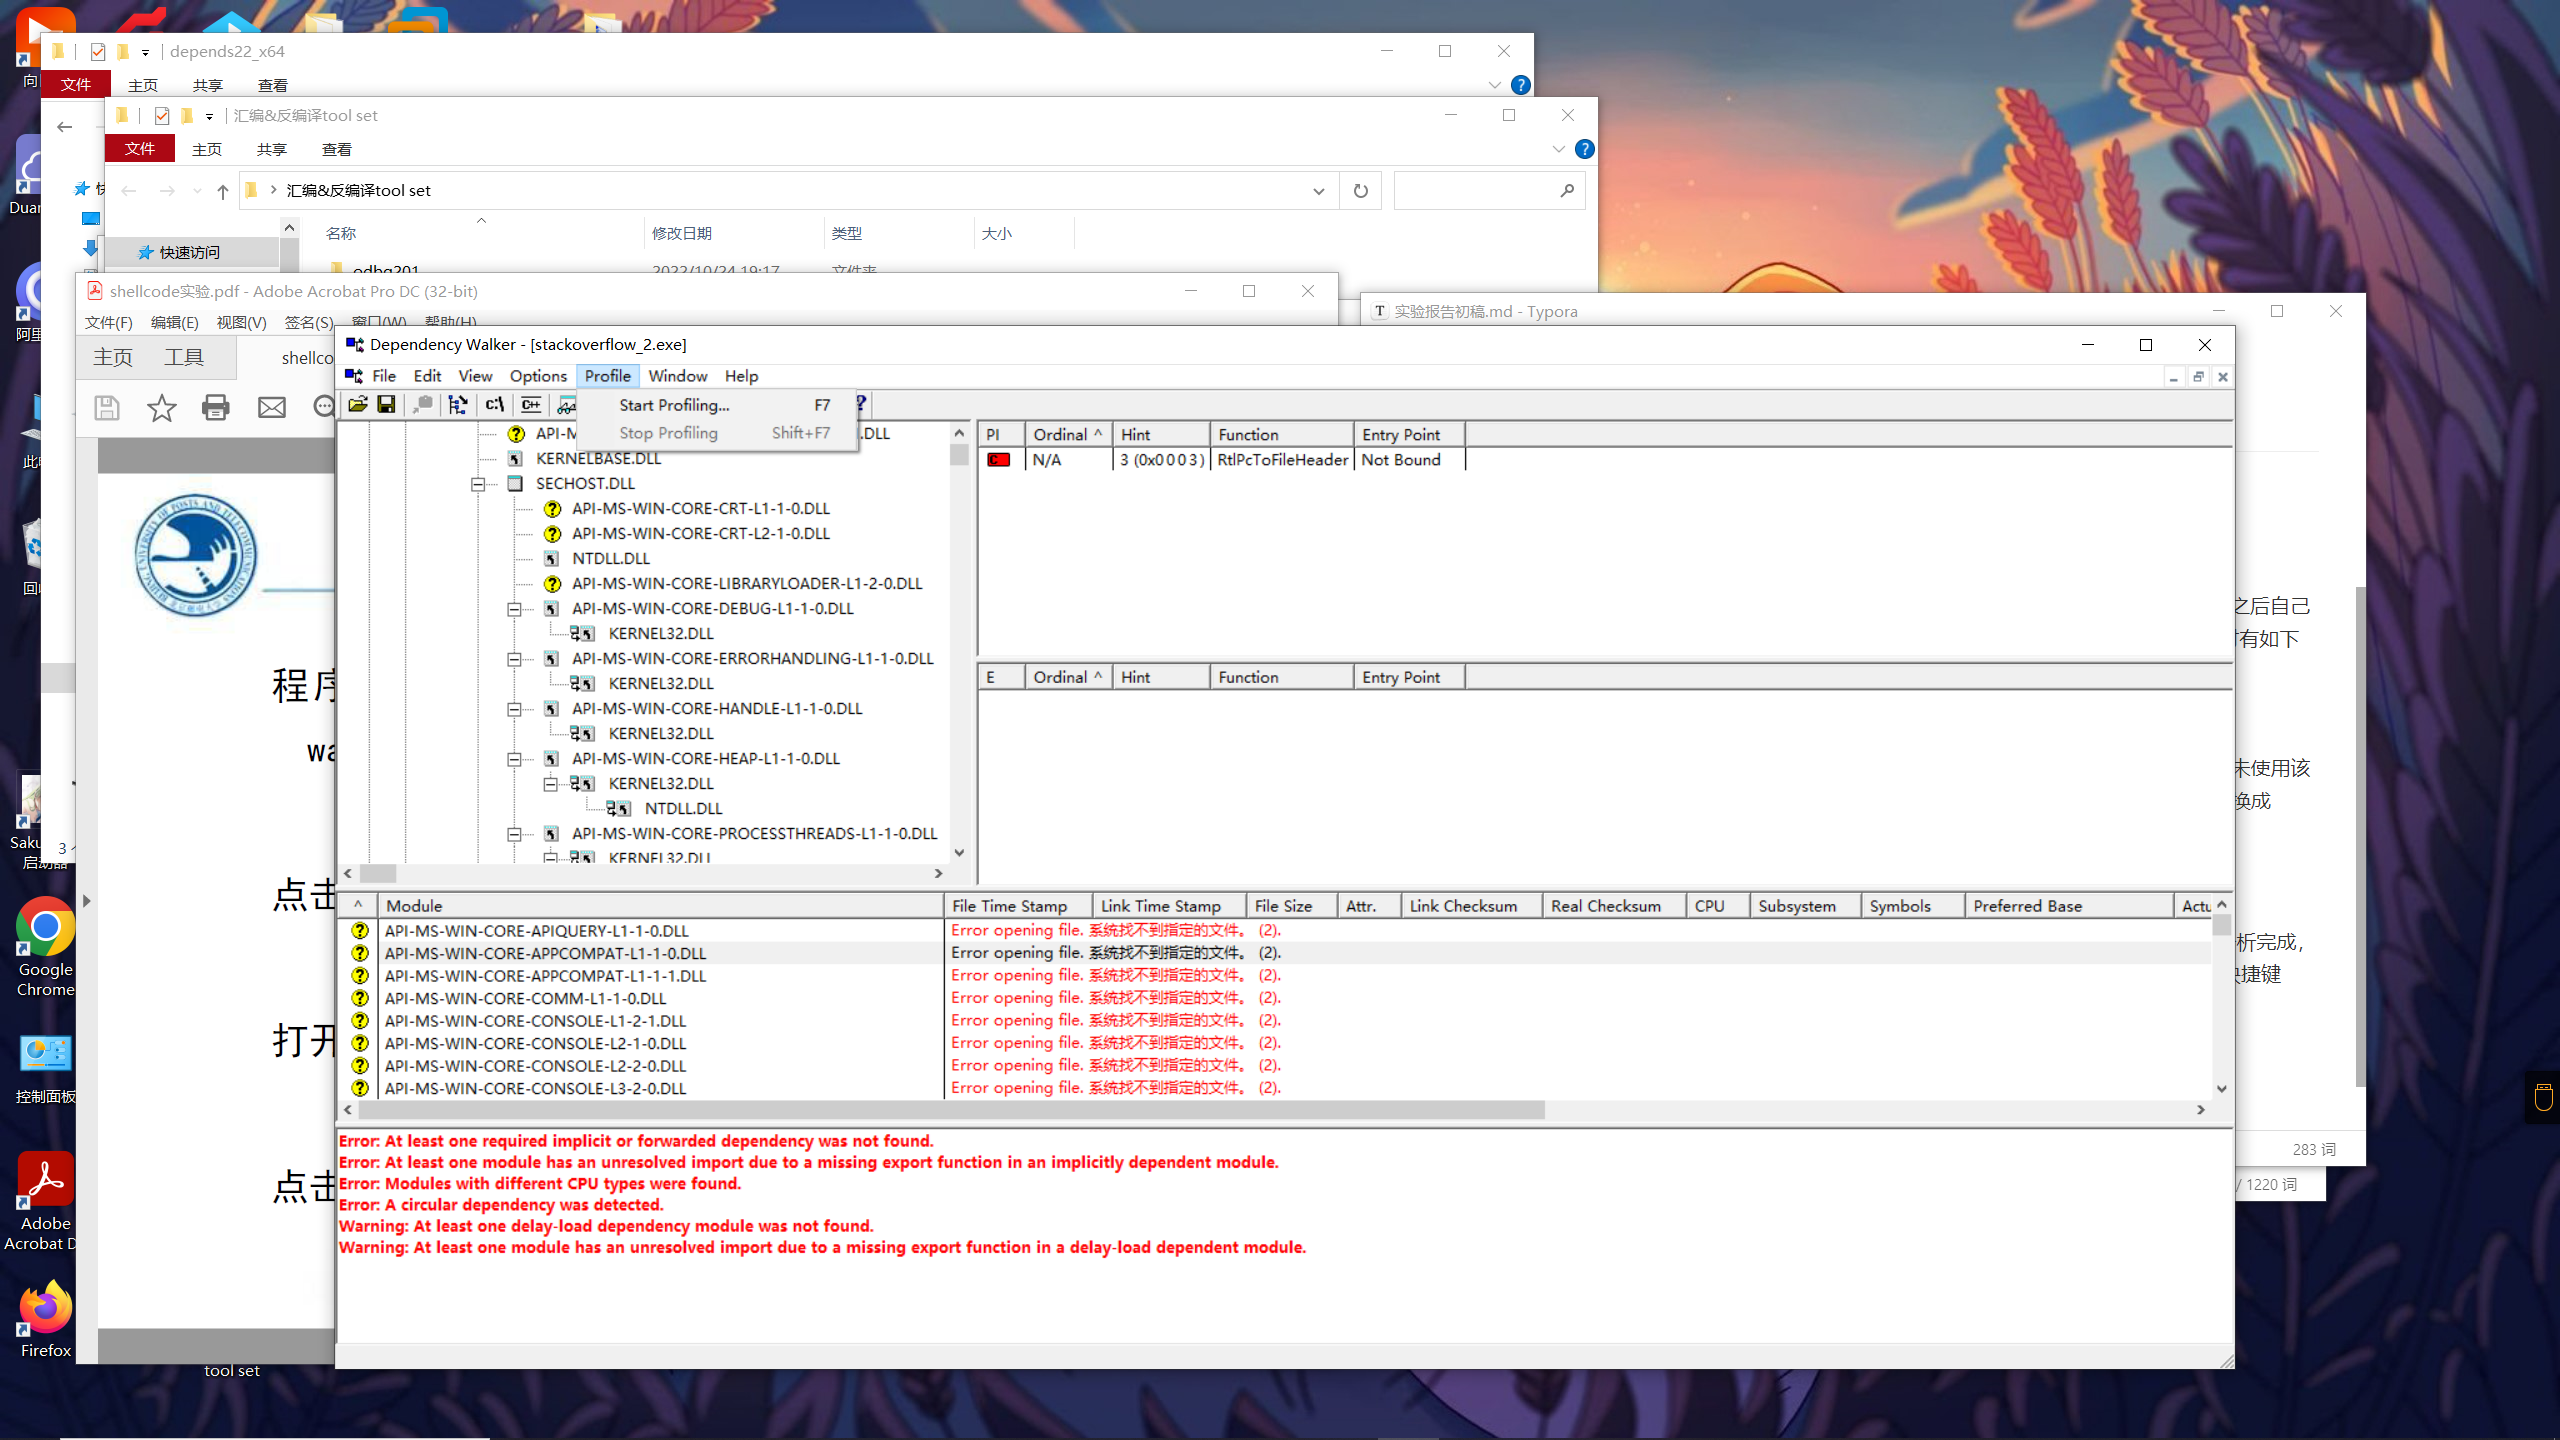 depends22_x64
文件 主页 共享 查看
汇编&反编译tool set
文件 主页 共享 查看
汇编&反编译tool set
名称 修改日期 类型 大小
快速访问
odbg201 2022/10/24 19:17 文件夹
shellcode实验.pdf - Adobe Acrobat Pro DC (32-bit)
文件(F) 编辑(E) 视图(V) 签名(S) 窗口(W) 帮助(H)
主页 工具 shellco
实验报告初稿.md - Typora
Dependency Walker - [stackoverflow_2.exe]
File Edit View Options Profile Window Help
Start Profiling... F7
Stop Profiling Shift+F7
API-M .DLL
KERNELBASE.DLL
SECHOST.DLL
API-MS-WIN-CORE-CRT-L1-1-0.DLL
API-MS-WIN-CORE-CRT-L2-1-0.DLL
NTDLL.DLL
API-MS-WIN-CORE-LIBRARYLOADER-L1-2-0.DLL
API-MS-WIN-CORE-DEBUG-L1-1-0.DLL
KERNEL32.DLL
API-MS-WIN-CORE-ERRORHANDLING-L1-1-0.DLL
KERNEL32.DLL
API-MS-WIN-CORE-HANDLE-L1-1-0.DLL
KERNEL32.DLL
API-MS-WIN-CORE-HEAP-L1-1-0.DLL
KERNEL32.DLL
NTDLL.DLL
API-MS-WIN-CORE-PROCESSTHREADS-L1-1-0.DLL
KERNEL32.DLL
PI Ordinal ^ Hint Function Entry Point
C N/A 3 (0x0003) RtlPcToFileHeader Not Bound
E Ordinal ^ Hint Function Entry Point
^ Module File Time Stamp Link Time Stamp File Size Attr. Link Checksum Real Checksum CPU Subsystem Symbols Preferred Base Actu
API-MS-WIN-CORE-APIQUERY-L1-1-0.DLL Error opening file. 系统找不到指定的文件。 (2).
API-MS-WIN-CORE-APPCOMPAT-L1-1-0.DLL Error opening file. 系统找不到指定的文件。 (2).
API-MS-WIN-CORE-APPCOMPAT-L1-1-1.DLL Error opening file. 系统找不到指定的文件。 (2).
API-MS-WIN-CORE-COMM-L1-1-0.DLL Error opening file. 系统找不到指定的文件。 (2).
API-MS-WIN-CORE-CONSOLE-L1-2-1.DLL Error opening file. 系统找不到指定的文件。 (2).
API-MS-WIN-CORE-CONSOLE-L2-1-0.DLL Error opening file. 系统找不到指定的文件。 (2).
API-MS-WIN-CORE-CONSOLE-L2-2-0.DLL Error opening file. 系统找不到指定的文件。 (2).
API-MS-WIN-CORE-CONSOLE-L3-2-0.DLL Error opening file. 系统找不到指定的文件。 (2).
Error: At least one required implicit or forwarded dependency was not found.
Error: At least one module has an unresolved import due to a missing export function in an implicitly dependent module.
Error: Modules with different CPU types were found.
Error: A circular dependency was detected.
Warning: At least one delay-load dependency module was not found.
Warning: At least one module has an unresolved import due to a missing export function in a delay-load dependent module.
程序
wa
点击
打开
点击
之后自己
有如下
未使用该
换成
析完成，
捷键
283 词
/ 1220 词
向
Duan
阿里
此
回
Saku
启动器
3 个
Google
Chrome
控制面板
Adobe
Acrobat D
Firefox
tool set